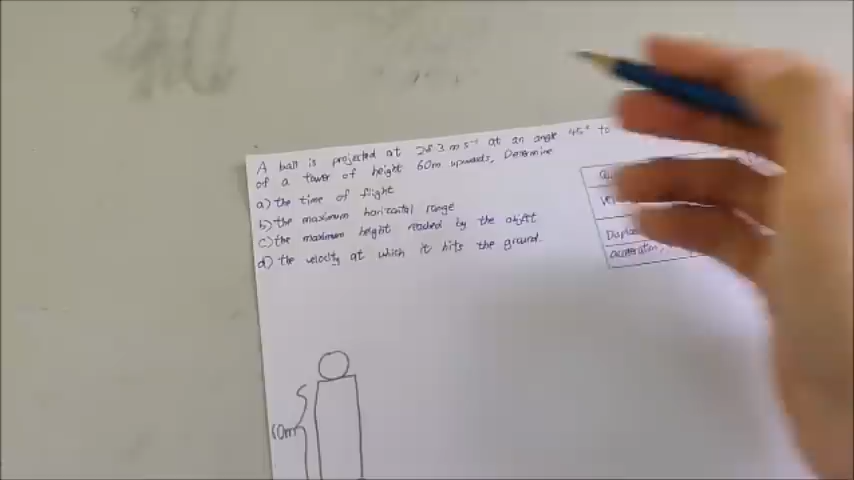 A ball is projected at 28.3 m s⁻¹ at an angle 45° to
of a tower of height 60m upwards, Determine
a) the time of flight
b) the maximum horizontal range
c) the maximum height reached by the object
d) the velocity at which it hits the ground.
acceleration,
60m